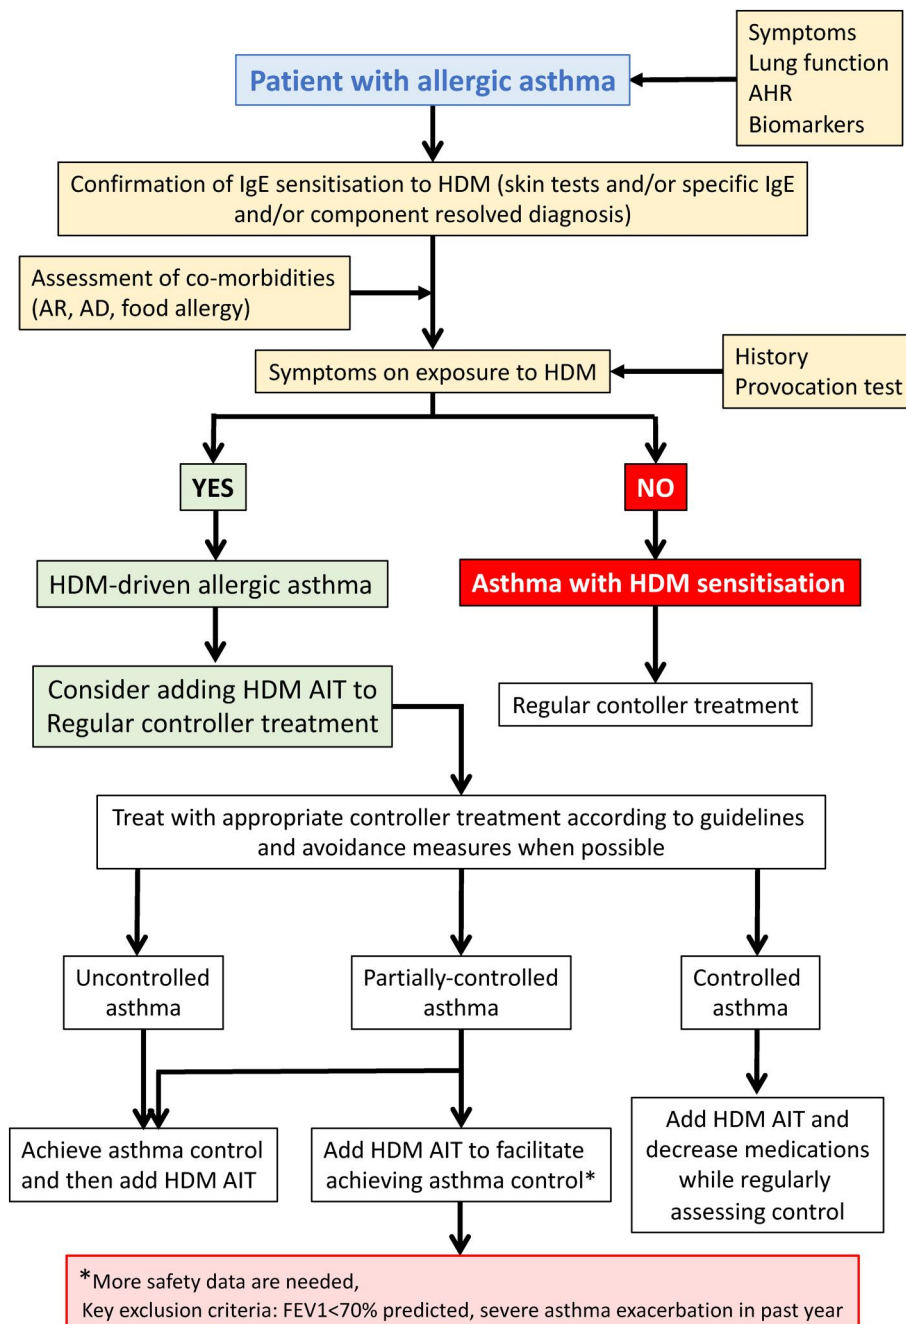 Symptoms
Lung function
AHR
Biomarkers
Patient with allergic asthma
Confirmation of IgE sensitisation to HDM (skin tests and/or specific IgE
and/or component resolved diagnosis)
Assessment of co-morbidities
(AR, AD, food allergy)
Symptoms on exposure to HDM
History
Provocation test
YES
NO
HDM-driven allergic asthma
Asthma with HDM sensitisation
Consider adding HDM AIT to
Regular controller treatment
Regular contoller treatment
Treat with appropriate controller treatment according to guidelines
and avoidance measures when possible
Uncontrolled
asthma
Partially-controlled
asthma
Controlled
asthma
Achieve asthma control
and then add HDM AIT
Add HDM AIT to facilitate
achieving asthma control*
Add HDM AIT and
decrease medications
while regularly
assessing control
*More safety data are needed,
Key exclusion criteria: FEV1<70% predicted, severe asthma exacerbation in past year